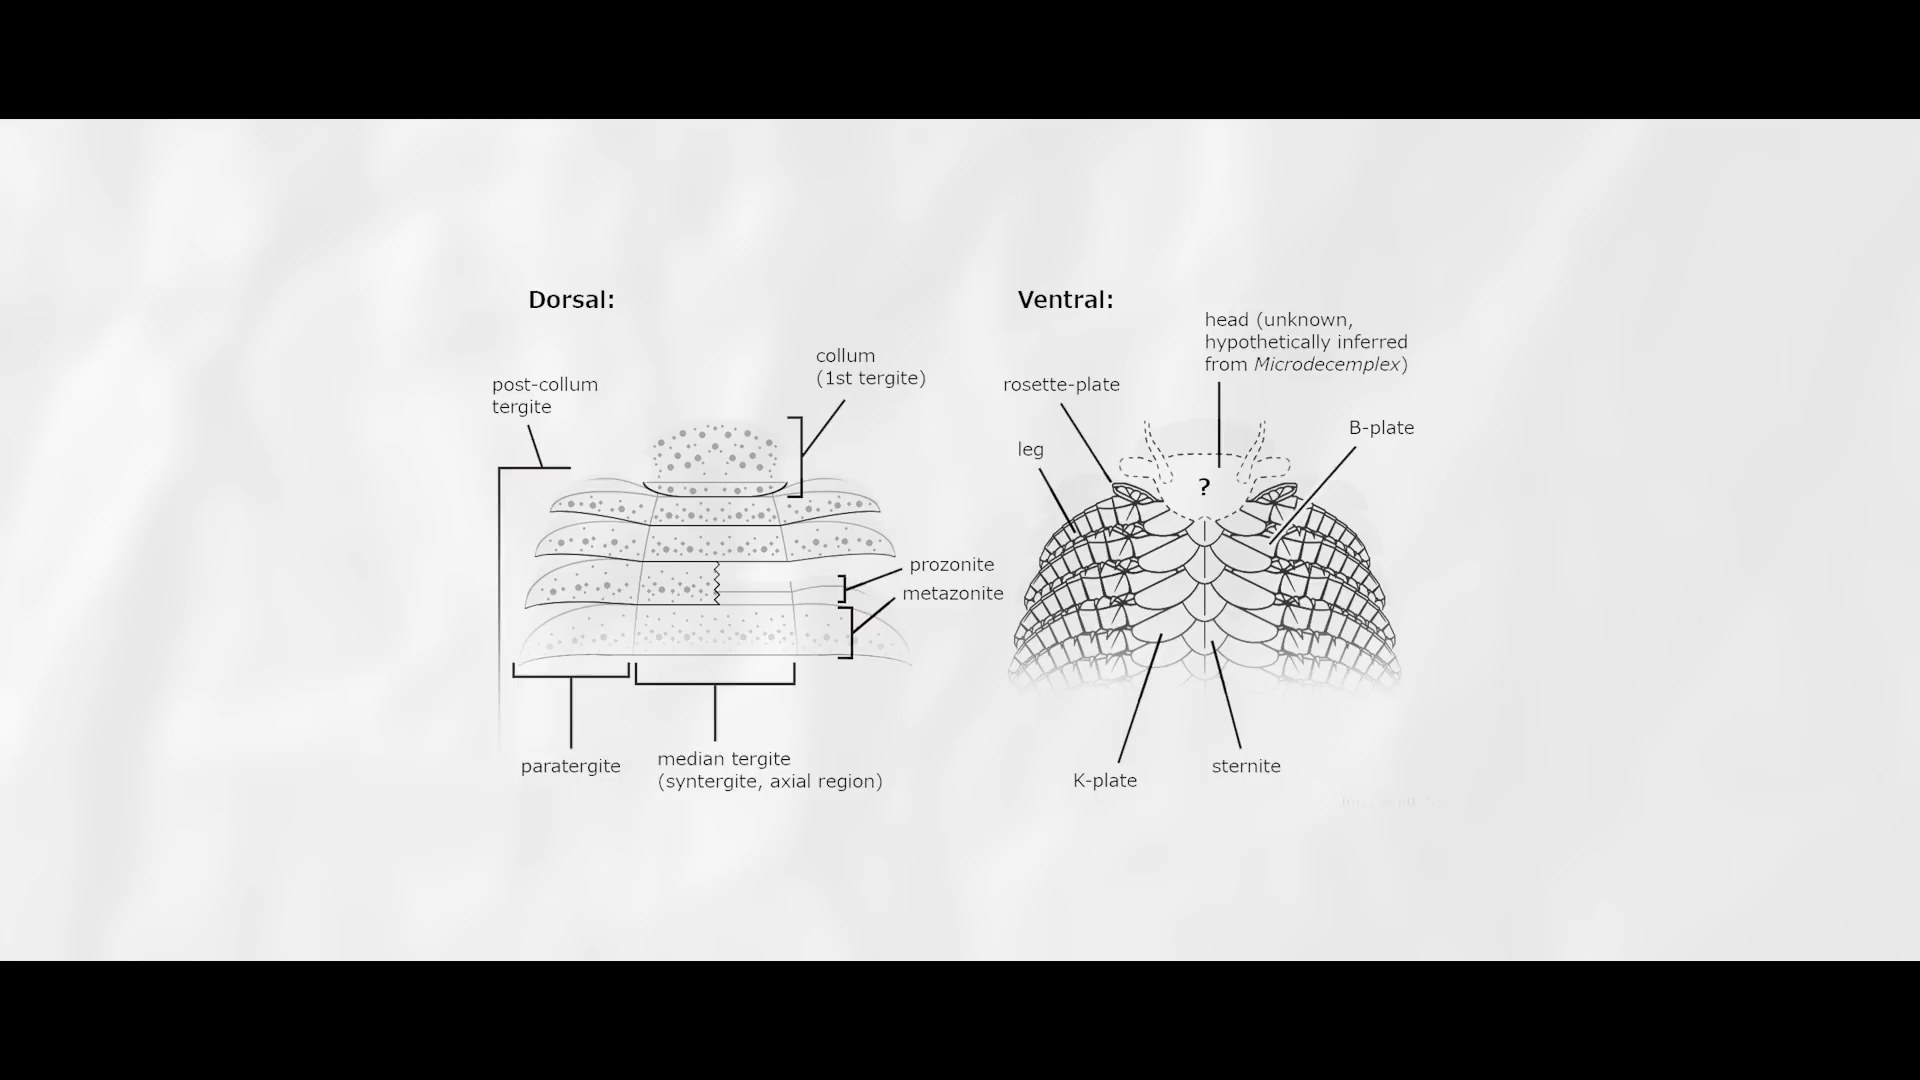 Dorsal:
collum
(1st tergite)
post-collum
tergite
prozonite
metazonite
paratergite
median tergite
(syntergite, axial region)
Ventral:
head (unknown,
hypothetically inferred
from Microdecemplex)
rosette-plate
B-plate
leg
?
K-plate
sternite